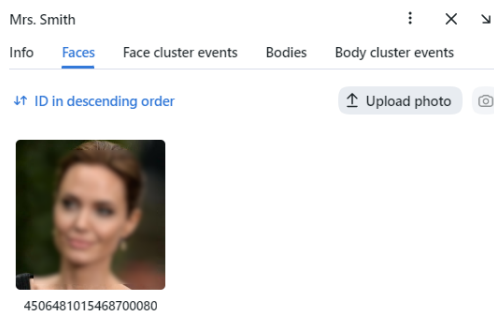 Mrs. Smith
Info Faces Face cluster events Bodies Body cluster events
ID in descending order Upload photo
4506481015468700080